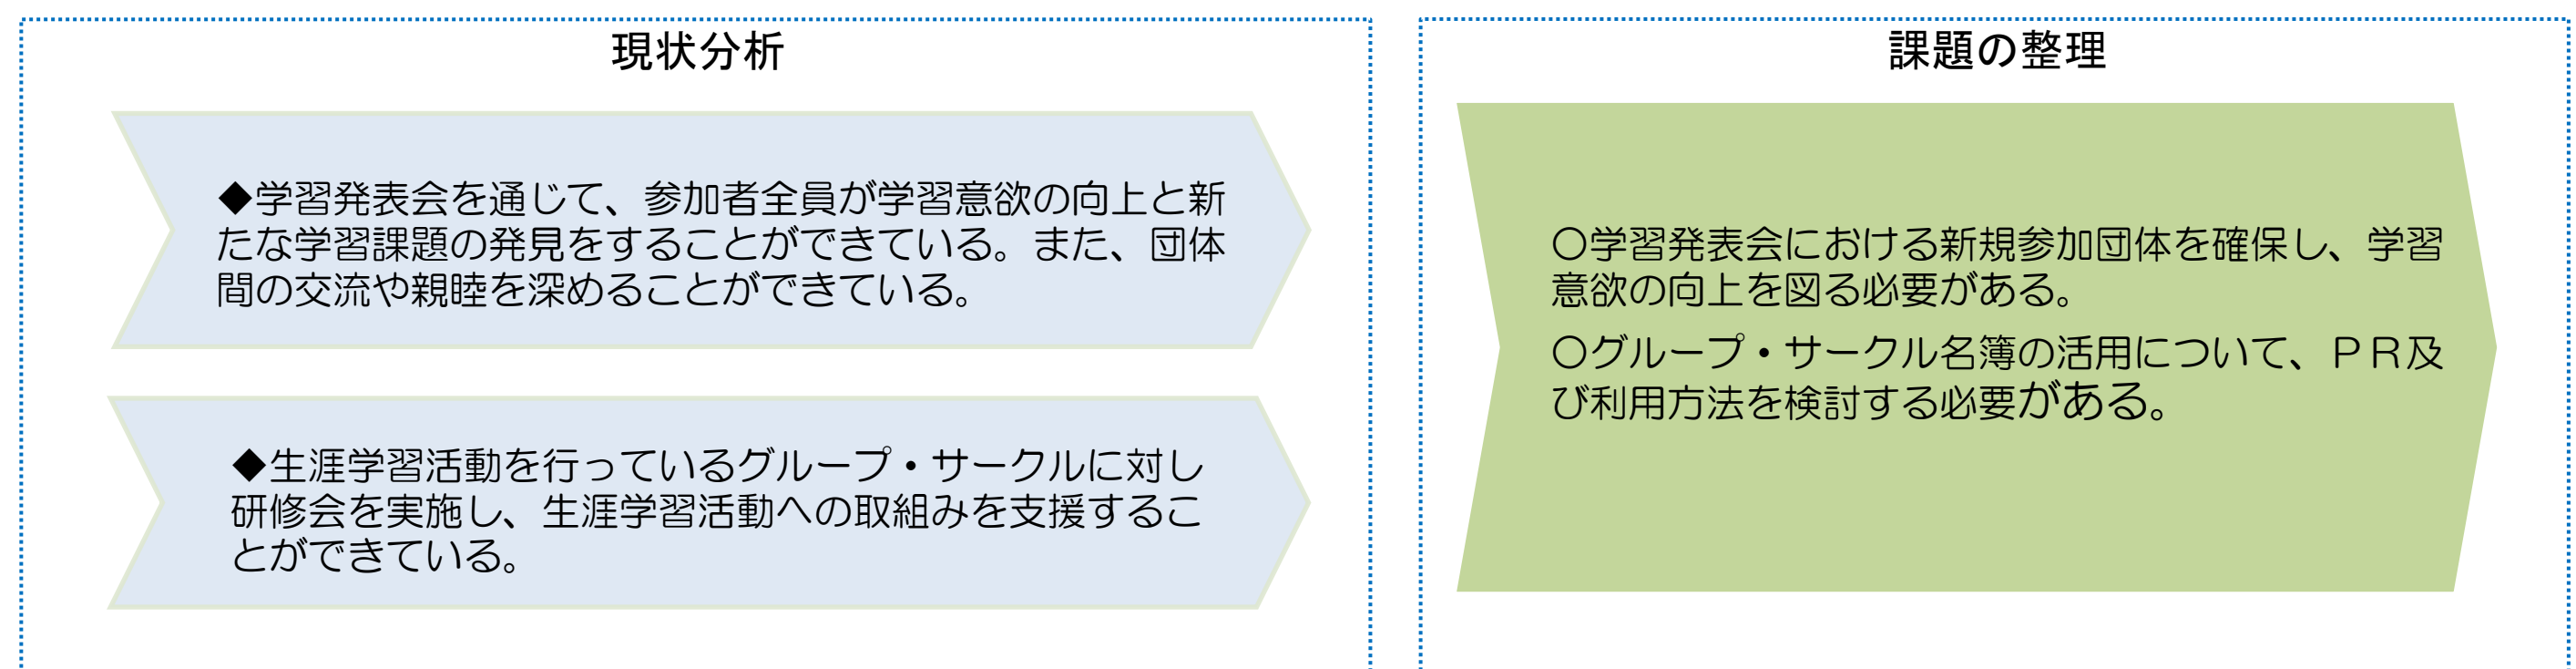 現状分析
◆学習発表会を通じて、参加者全員が学習意欲の向上と新
たな学習課題の発見をすることができている。また、団体
間の交流や親睦を深めることができている。
◆生涯学習活動を行っているグループ・サークルに対し
研修会を実施し、生涯学習活動への取組みを支援するこ
とができている。
課題の整理
〇学習発表会における新規参加団体を確保し、学習
意欲の向上を図る必要がある。
〇グループ・サークル名簿の活用について、ＰＲ及
び利用方法を検討する必要がある。